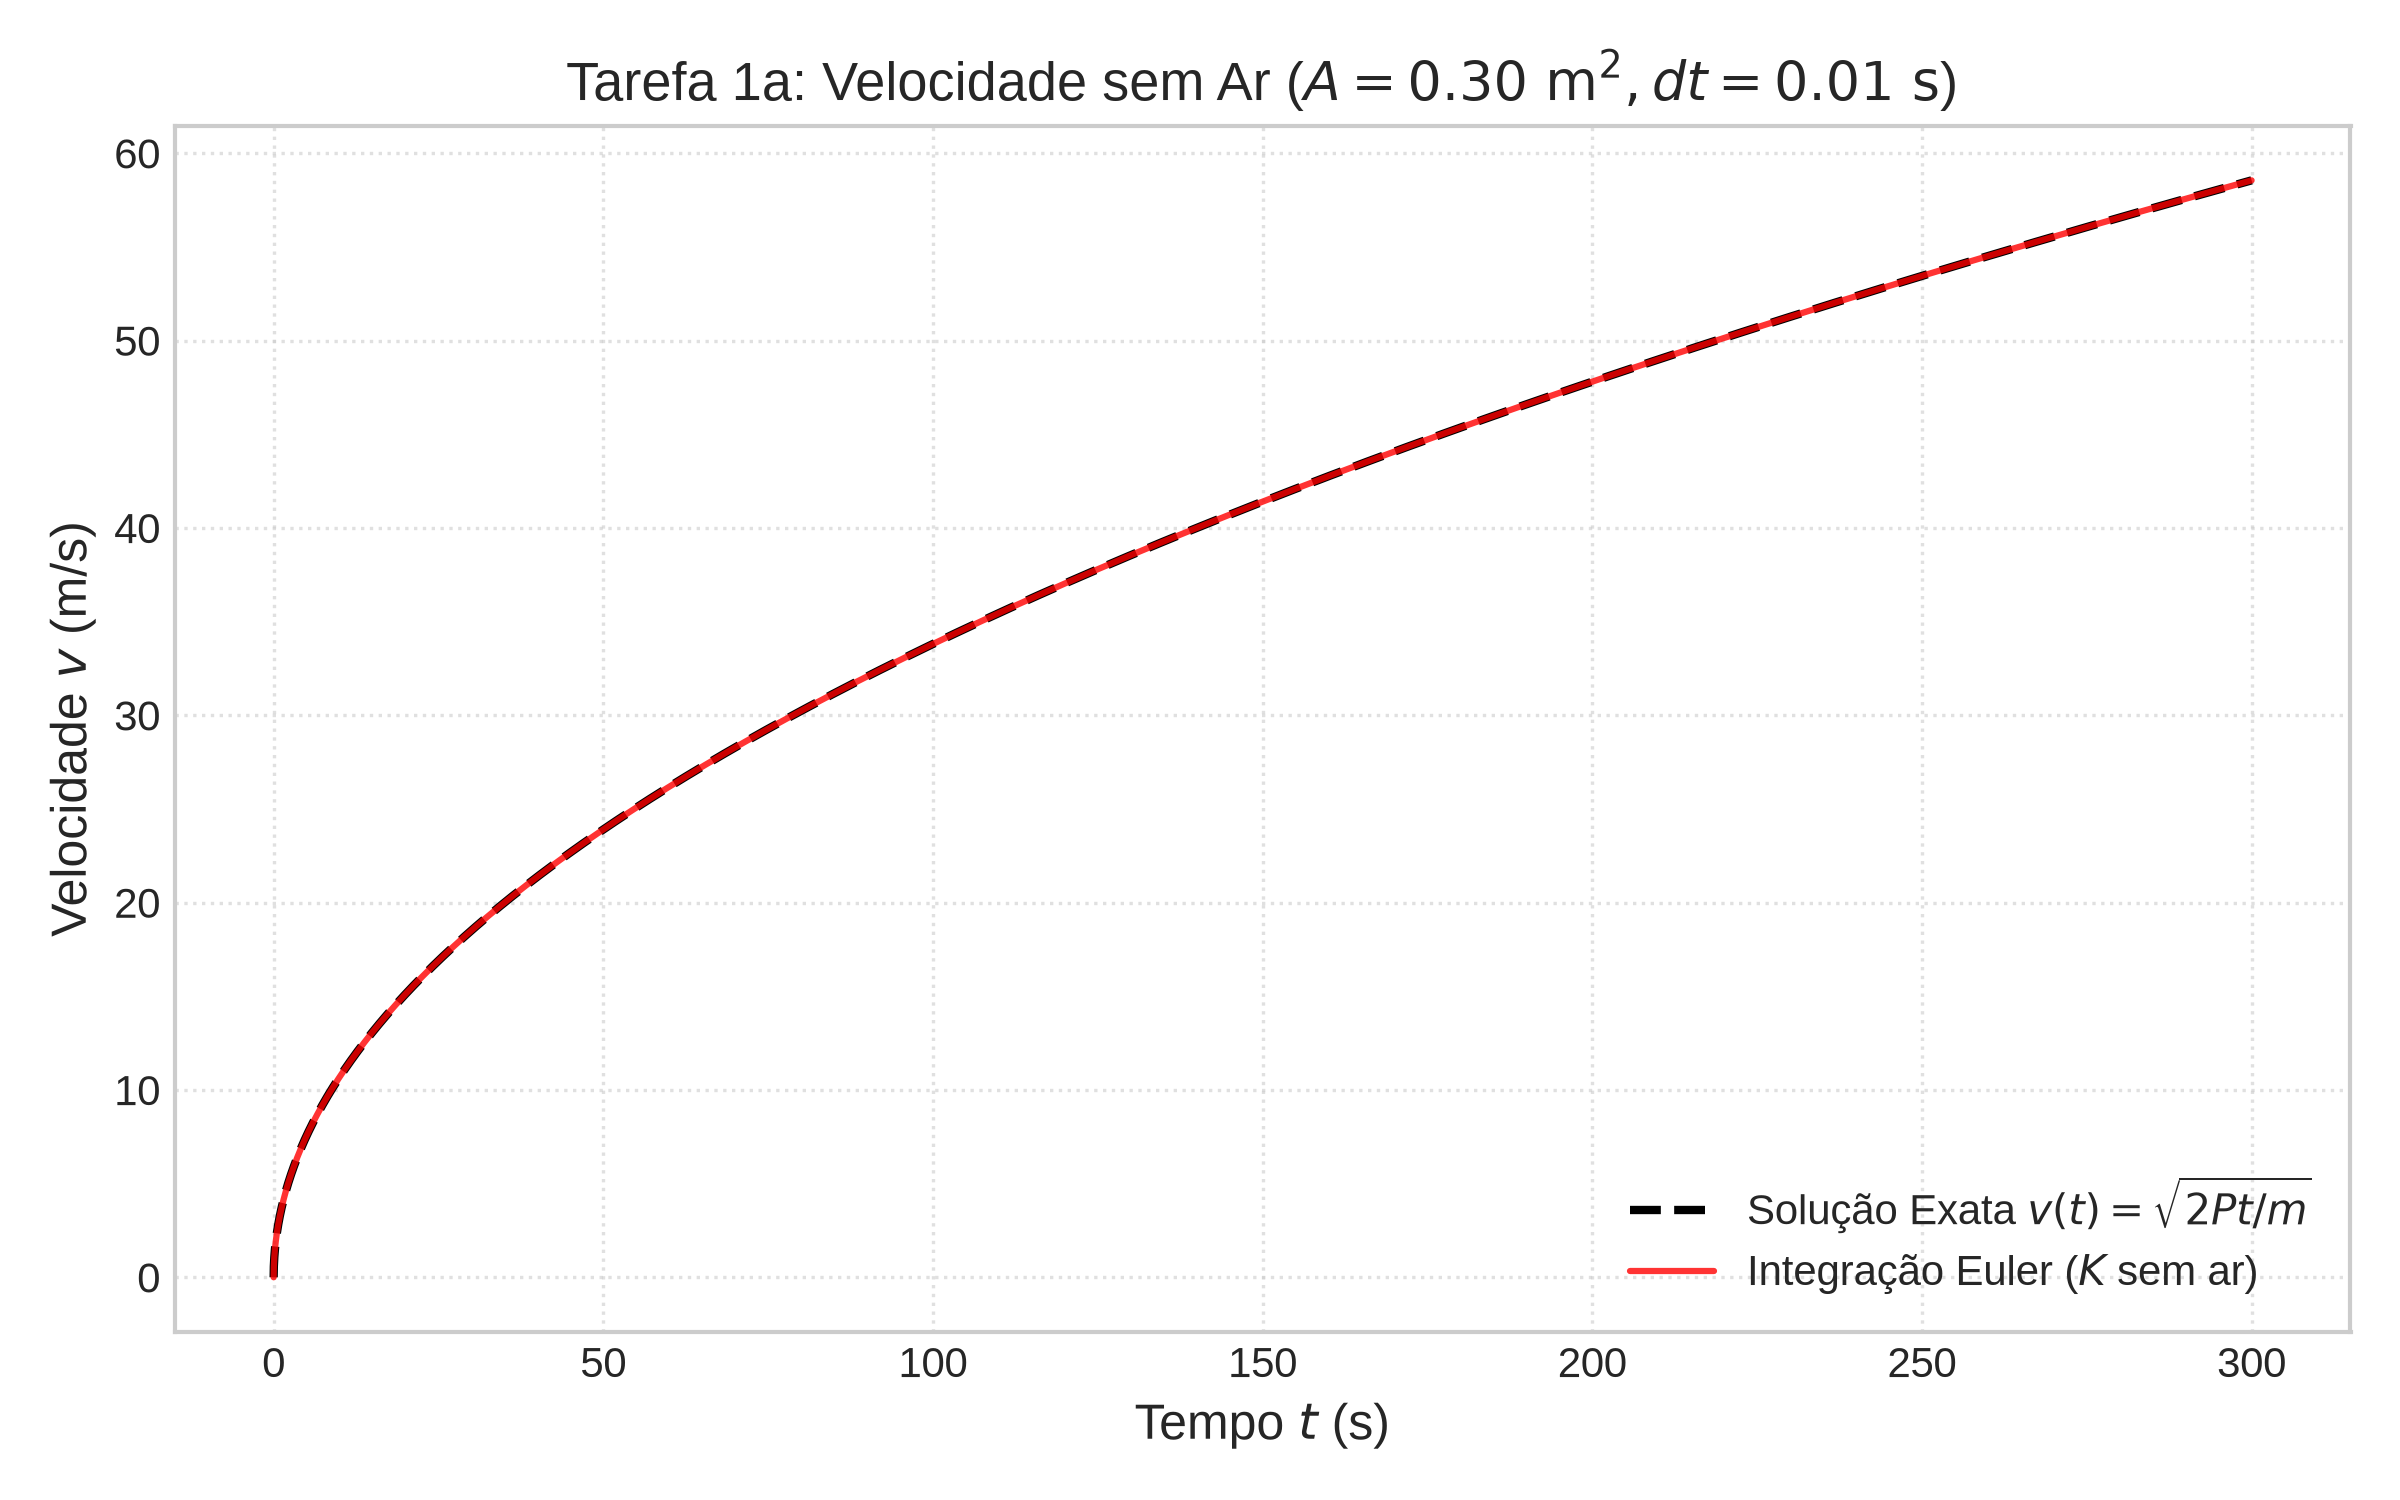 Tarefa 1a: Velocidade sem Ar (A = 0.30 m², dt = 0.01 s)
Velocidade v (m/s)
60
50
40
30
20
10
0
Solução Exata v(t) = √2Pt/m
Integração Euler (K sem ar)
0 50 100 150 200 250 300
Tempo t (s)